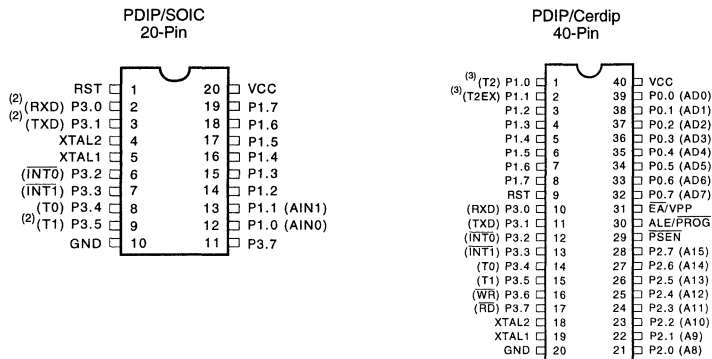 PDIP/SOIC
20-Pin
RST 1 20 VCC
(2)(RXD) P3.0 2 19 P1.7
(2)(TXD) P3.1 3 18 P1.6
XTAL2 4 17 P1.5
XTAL1 5 16 P1.4
(INT0) P3.2 6 15 P1.3
(INT1) P3.3 7 14 P1.2
(T0) P3.4 8 13 P1.1 (AIN1)
(2)(T1) P3.5 9 12 P1.0 (AIN0)
GND 10 11 P3.7
PDIP/Cerdip
40-Pin
(3)(T2) P1.0 1 40 VCC
(3)(T2EX) P1.1 2 39 P0.0 (AD0)
P1.2 3 38 P0.1 (AD1)
P1.3 4 37 P0.2 (AD2)
P1.4 5 36 P0.3 (AD3)
P1.5 6 35 P0.4 (AD4)
P1.6 7 34 P0.5 (AD5)
P1.7 8 33 P0.6 (AD6)
RST 9 32 P0.7 (AD7)
(RXD) P3.0 10 31 EA/VPP
(TXD) P3.1 11 30 ALE/PROG
(INT0) P3.2 12 29 PSEN
(INT1) P3.3 13 28 P2.7 (A15)
(T0) P3.4 14 27 P2.6 (A14)
(T1) P3.5 15 26 P2.5 (A13)
(WR) P3.6 16 25 P2.4 (A12)
(RD) P3.7 17 24 P2.3 (A11)
XTAL2 18 23 P2.2 (A10)
XTAL1 19 22 P2.1 (A9)
GND 20 21 P2.0 (A8)